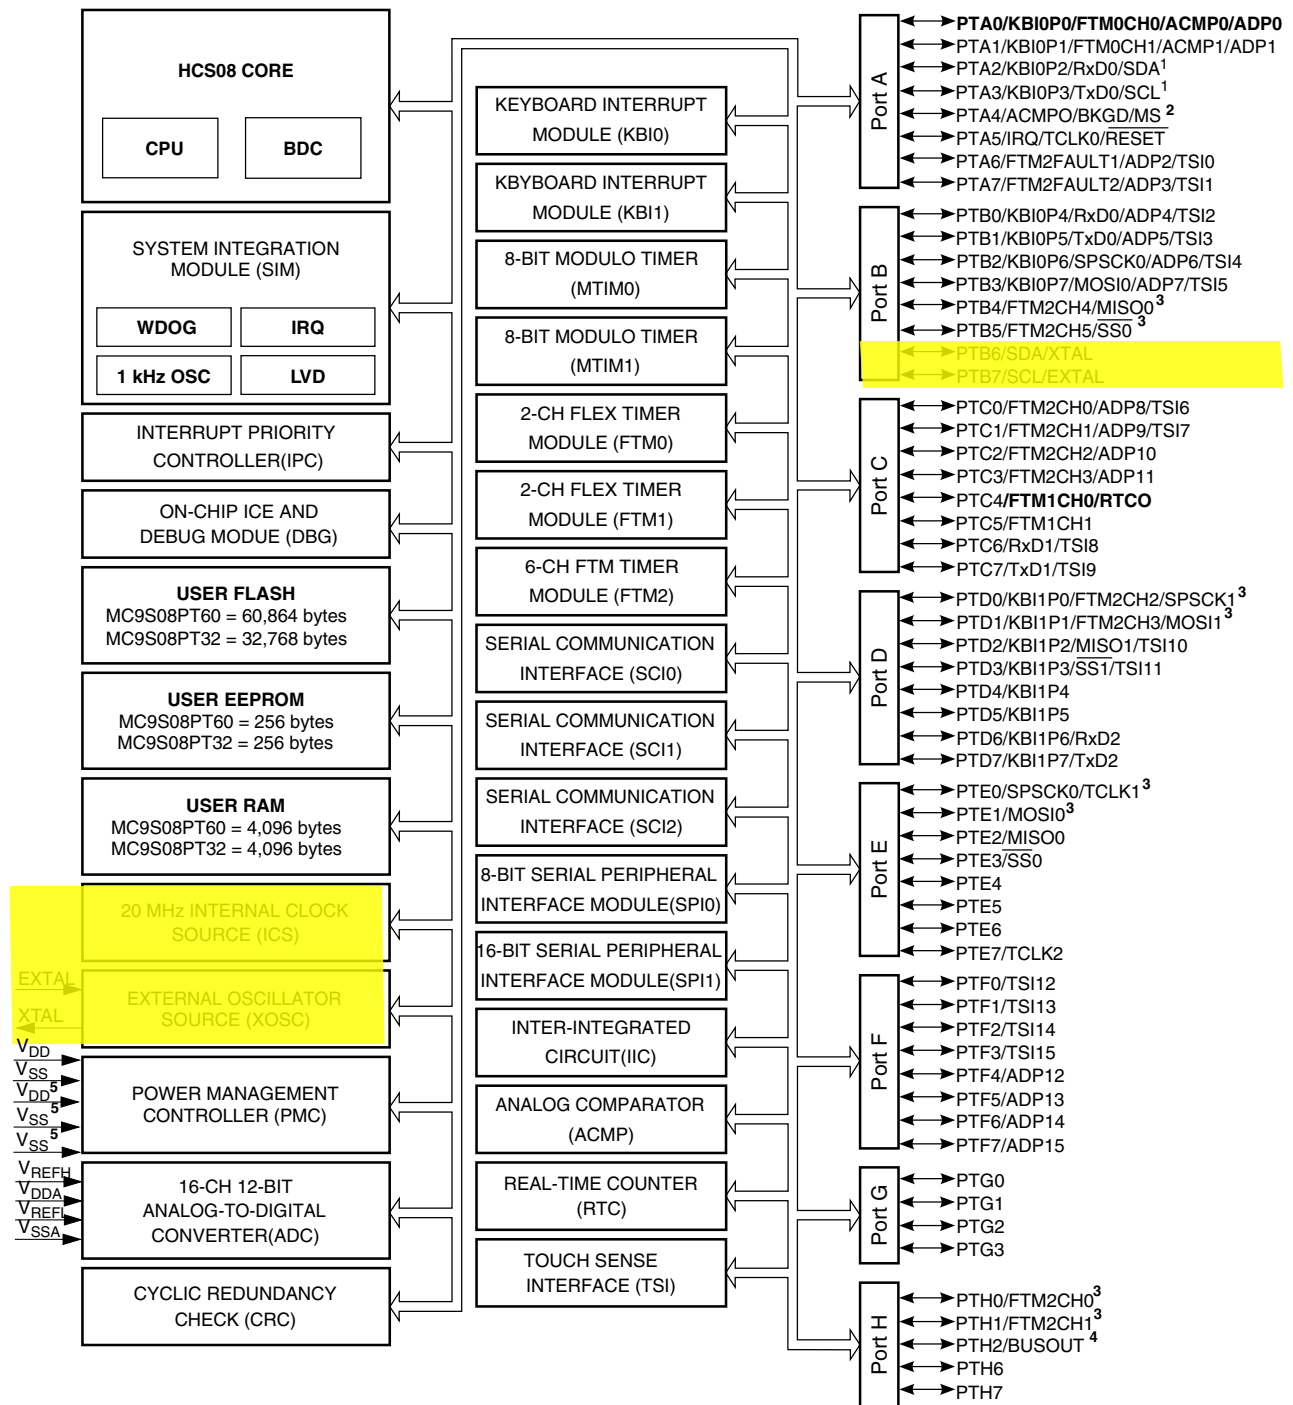 HCS08 CORE
CPU
BDC
SYSTEM INTEGRATION
MODULE (SIM)
WDOG
IRQ
1 kHz OSC
LVD
INTERRUPT PRIORITY
CONTROLLER(IPC)
ON-CHIP ICE AND
DEBUG MODUE (DBG)
USER FLASH
MC9S08PT60 = 60,864 bytes
MC9S08PT32 = 32,768 bytes
USER EEPROM
MC9S08PT60 = 256 bytes
MC9S08PT32 = 256 bytes
USER RAM
MC9S08PT60 = 4,096 bytes
MC9S08PT32 = 4,096 bytes
20 MHz INTERNAL CLOCK
SOURCE (ICS)
EXTAL
XTAL
EXTERNAL OSCILLATOR
SOURCE (XOSC)
VDD
VSS
VDD5
VSS5
VSS5
POWER MANAGEMENT
CONTROLLER (PMC)
VREFH
VDDA
VREFL
VSSA
16-CH 12-BIT
ANALOG-TO-DIGITAL
CONVERTER(ADC)
CYCLIC REDUNDANCY
CHECK (CRC)
KEYBOARD INTERRUPT
MODULE (KBI0)
KBYBOARD INTERRUPT
MODULE (KBI1)
8-BIT MODULO TIMER
(MTIM0)
8-BIT MODULO TIMER
(MTIM1)
2-CH FLEX TIMER
MODULE (FTM0)
2-CH FLEX TIMER
MODULE (FTM1)
6-CH FTM TIMER
MODULE (FTM2)
SERIAL COMMUNICATION
INTERFACE (SCI0)
SERIAL COMMUNICATION
INTERFACE (SCI1)
SERIAL COMMUNICATION
INTERFACE (SCI2)
8-BIT SERIAL PERIPHERAL
INTERFACE MODULE(SPI0)
16-BIT SERIAL PERIPHERAL
INTERFACE MODULE(SPI1)
INTER-INTEGRATED
CIRCUIT(IIC)
ANALOG COMPARATOR
(ACMP)
REAL-TIME COUNTER
(RTC)
TOUCH SENSE
INTERFACE (TSI)
Port A
PTA0/KBI0P0/FTM0CH0/ACMP0/ADP0
PTA1/KBI0P1/FTM0CH1/ACMP1/ADP1
PTA2/KBI0P2/RxD0/SDA1
PTA3/KBI0P3/TxD0/SCL1
PTA4/ACMPO/BKGD/MS 2
PTA5/IRQ/TCLK0/RESET
PTA6/FTM2FAULT1/ADP2/TSI0
PTA7/FTM2FAULT2/ADP3/TSI1
Port B
PTB0/KBI0P4/RxD0/ADP4/TSI2
PTB1/KBI0P5/TxD0/ADP5/TSI3
PTB2/KBI0P6/SPSCK0/ADP6/TSI4
PTB3/KBI0P7/MOSI0/ADP7/TSI5
PTB4/FTM2CH4/MISO0 3
PTB5/FTM2CH5/SS0 3
PTB6/SDA/XTAL
PTB7/SCL/EXTAL
Port C
PTC0/FTM2CH0/ADP8/TSI6
PTC1/FTM2CH1/ADP9/TSI7
PTC2/FTM2CH2/ADP10
PTC3/FTM2CH3/ADP11
PTC4/FTM1CH0/RTCO
PTC5/FTM1CH1
PTC6/RxD1/TSI8
PTC7/TxD1/TSI9
Port D
PTD0/KBI1P0/FTM2CH2/SPSCK1 3
PTD1/KBI1P1/FTM2CH3/MOSI1 3
PTD2/KBI1P2/MISO1/TSI10
PTD3/KBI1P3/SS1/TSI11
PTD4/KBI1P4
PTD5/KBI1P5
PTD6/KBI1P6/RxD2
PTD7/KBI1P7/TxD2
Port E
PTE0/SPSCK0/TCLK1 3
PTE1/MOSI0 3
PTE2/MISO0
PTE3/SS0
PTE4
PTE5
PTE6
PTE7/TCLK2
Port F
PTF0/TSI12
PTF1/TSI13
PTF2/TSI14
PTF3/TSI15
PTF4/ADP12
PTF5/ADP13
PTF6/ADP14
PTF7/ADP15
Port G
PTG0
PTG1
PTG2
PTG3
Port H
PTH0/FTM2CH0 3
PTH1/FTM2CH1 3
PTH2/BUSOUT 4
PTH6
PTH7